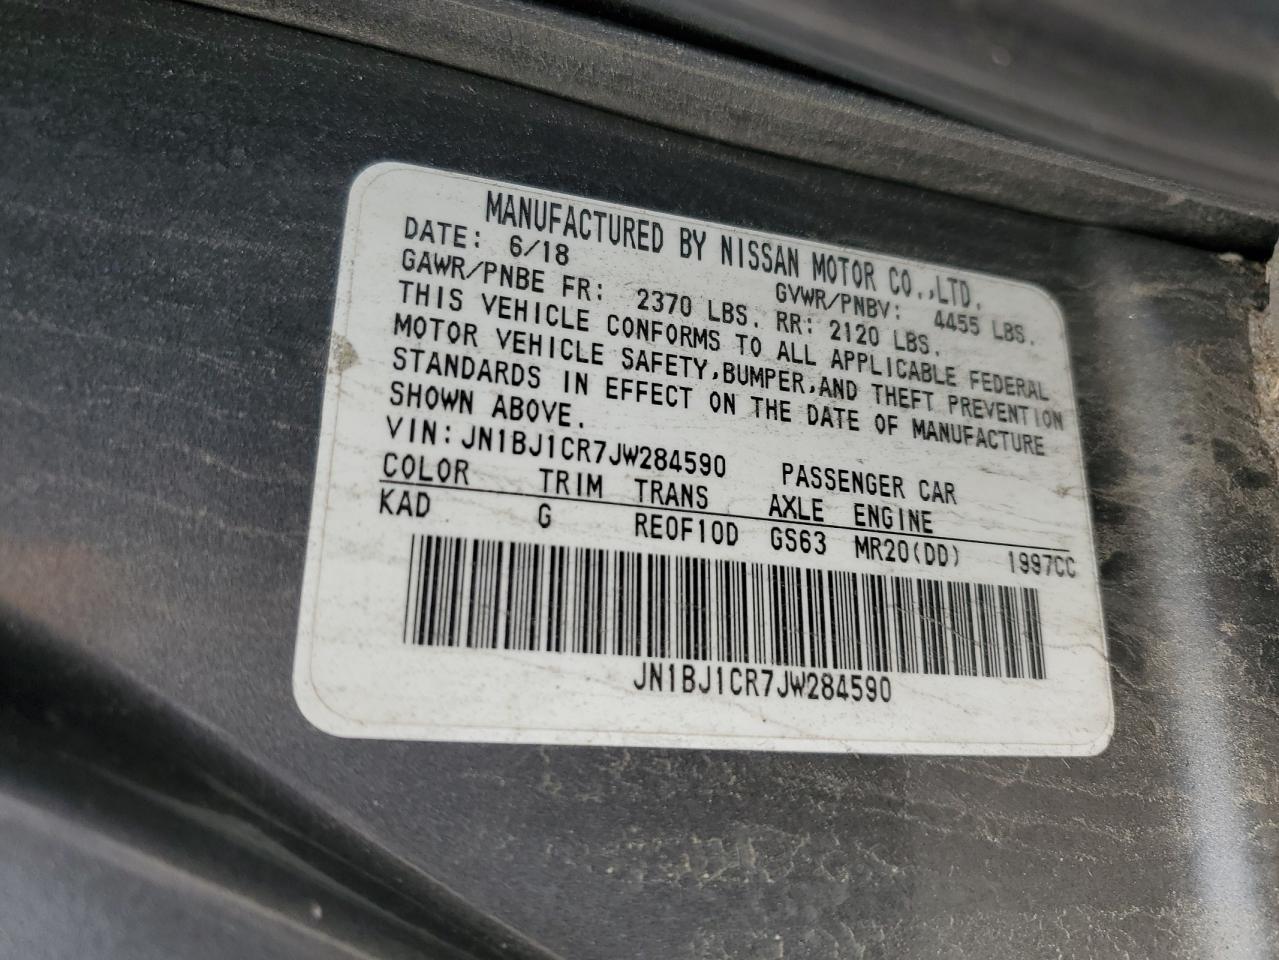 MANUFACTURED BY NISSAN MOTOR CO.,LTD.
DATE: 6/18 GVWR/PNBV: 4455 LBS.
GAWR/PNBE FR: 2370 LBS. RR: 2120 LBS.
THIS VEHICLE CONFORMS TO ALL APPLICABLE FEDERAL
MOTOR VEHICLE SAFETY,BUMPER,AND THEFT PREVENTION
STANDARDS IN EFFECT ON THE DATE OF MANUFACTURE
SHOWN ABOVE.
VIN: JN1BJ1CR7JW284590 PASSENGER CAR
COLOR TRIM TRANS AXLE ENGINE
KAD G RE0F10D GS63 MR20(DD) 1997CC
JN1BJ1CR7JW284590